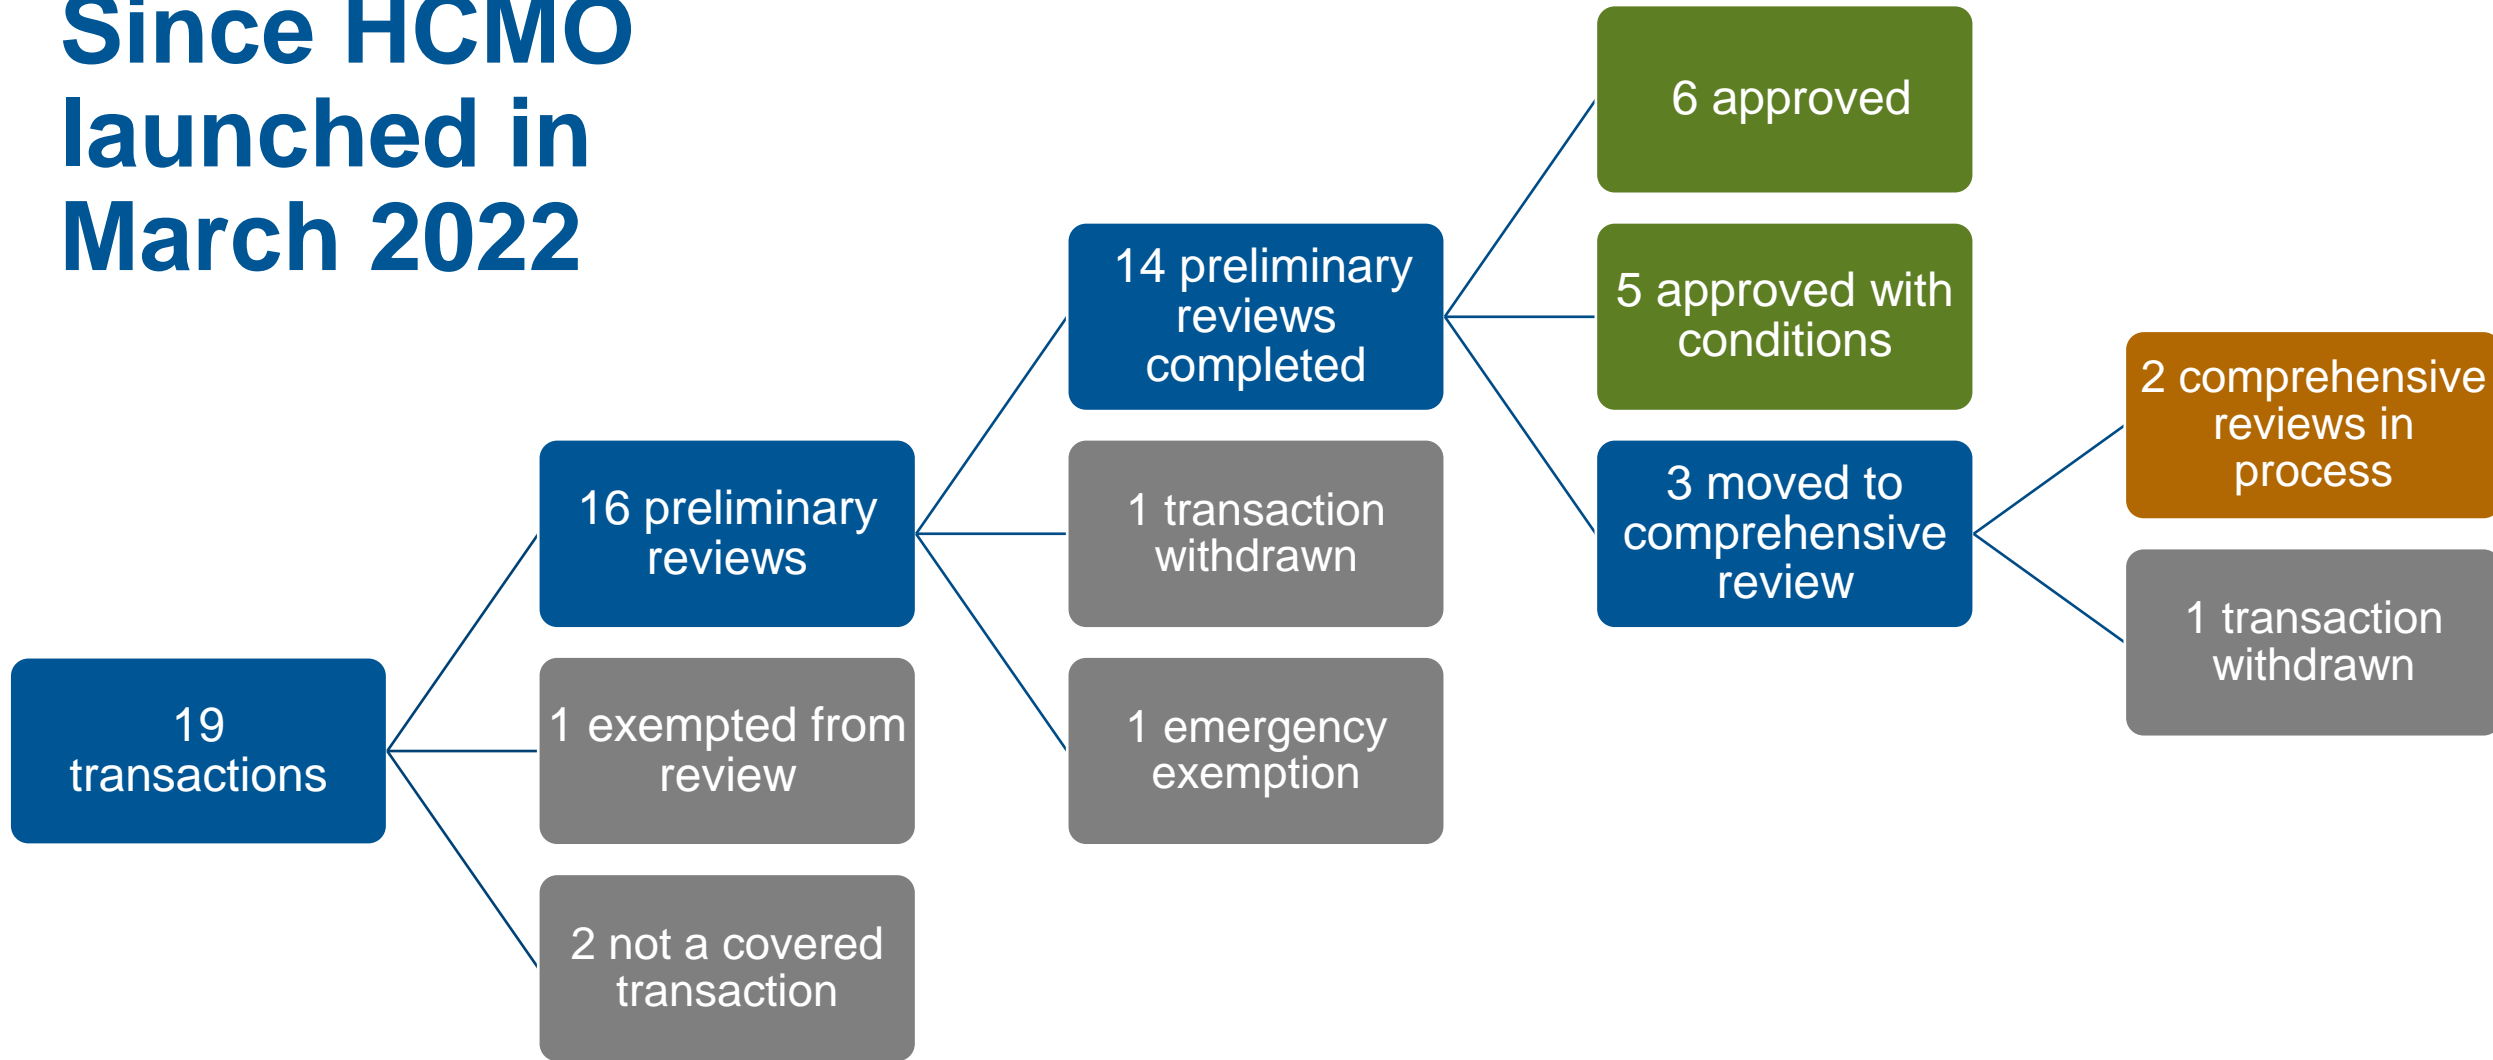 Since HCMO
launched in
March 2022
19
transactions
16 preliminary
reviews
1 exempted from
review
2 not a covered
transaction
14 preliminary
reviews
completed
1 transaction
withdrawn
1 emergency
exemption
6 approved
5 approved with
conditions
3 moved to
comprehensive
review
2 comprehensive
reviews in
process
1 transaction
withdrawn